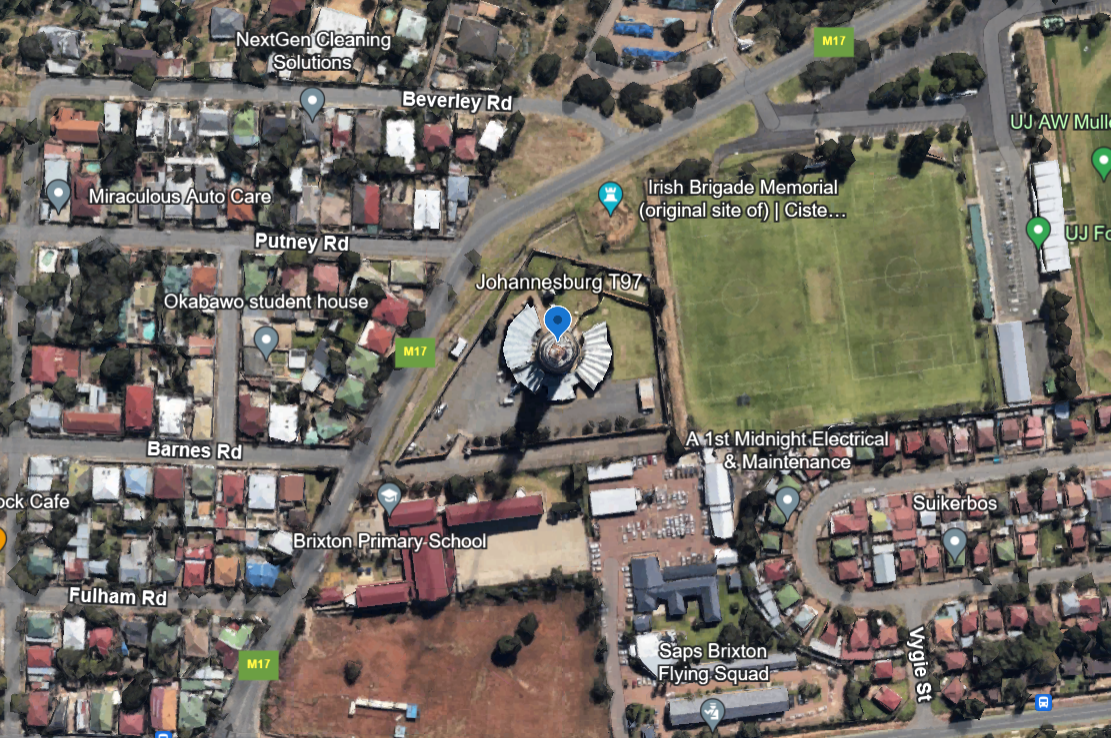 NextGen Cleaning
Solutions
M17
Beverley Rd
UJ AW Mull
Miraculous Auto Care
Irish Brigade Memorial
(original site of) | Ciste...
UJ Fo
Putney Rd
Johannesburg T97
Okabawo student house
M17
Barnes Rd
A 1st Midnight Electrical
& Maintenance
ock Cafe
Suikerbos
Brixton Primary School
Fulham Rd
Vygie St
Saps Brixton
Flying Squad
M17